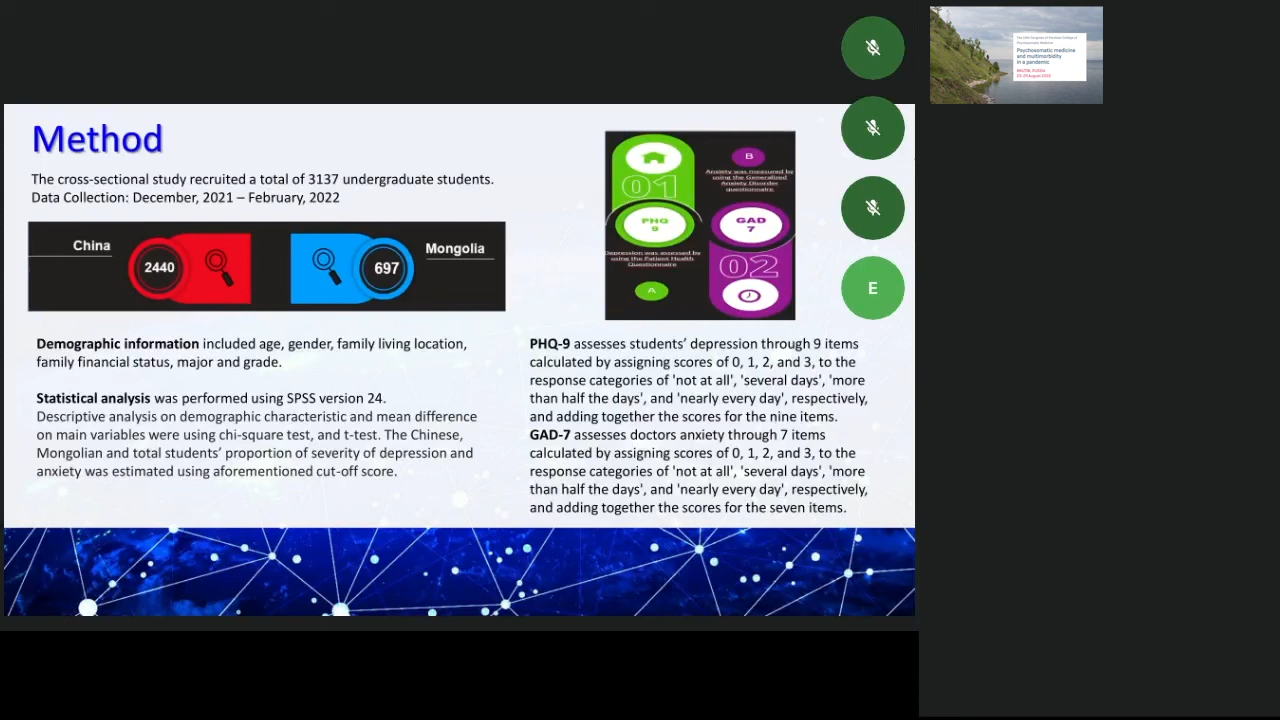 Method
The cross-sectional study recruited a total of 3137 undergraduate students.
Data Collection: December, 2021 – February, 2022
China
2440
697
Mongolia
Demographic information included age, gender, family living location,
family financial status, major and grade.
Statistical analysis was performed using SPSS version 24.
Descriptive analysis on demographic characteristic and mean difference
on main variables were using chi-square test, and t-test. The Chinese,
Mongolian and total students’ proportion of severity of depression and
anxiety was estimated using aforementioned cut-off score.
01
PHQ
9
Depression was assessed by
using the Patient Health
Questionnaire
A
B
Anxiety was measured by
using the Generalized
Anxiety Disorder
questionnaire
GAD
7
02
PHQ-9 assesses students’ depression through 9 items
calculated by assigning scores of 0, 1, 2, and 3, to the
response categories of 'not at all', 'several days', 'more
than half the days', and 'nearly every day', respectively,
and adding together the scores for the nine items.
GAD-7 assesses doctors anxiety through 7 items
calculated by assigning scores of 0, 1, 2, and 3, to the
response categories of 'not at all', 'several days', 'more
than half the days', and 'nearly every day', respectively,
and adding together the scores for the seven items.
E
Psychosomatic medicine
and multimorbidity
in a pandemic